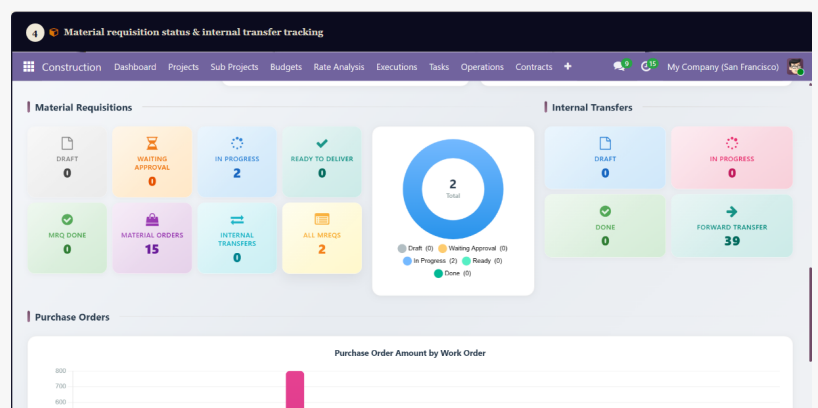 4 Material requisition status & internal transfer tracking
Construction Dashboard Projects Sub Projects Budgets Rate Analysis Executions Tasks Operations Contracts + 9 15 My Company (San Francisco)
Material Requisitions
DRAFT
0
WAITING
APPROVAL
0
IN PROGRESS
2
READY TO DELIVER
0
MRQ DONE
0
MATERIAL ORDERS
15
INTERNAL
TRANSFERS
0
ALL MREQS
2
2
Total
Draft (0) Waiting Approval (0)
In Progress (2) Ready (0)
Done (0)
Internal Transfers
DRAFT
0
IN PROGRESS
0
DONE
0
FORWARD TRANSFER
39
Purchase Orders
Purchase Order Amount by Work Order
800
700
600